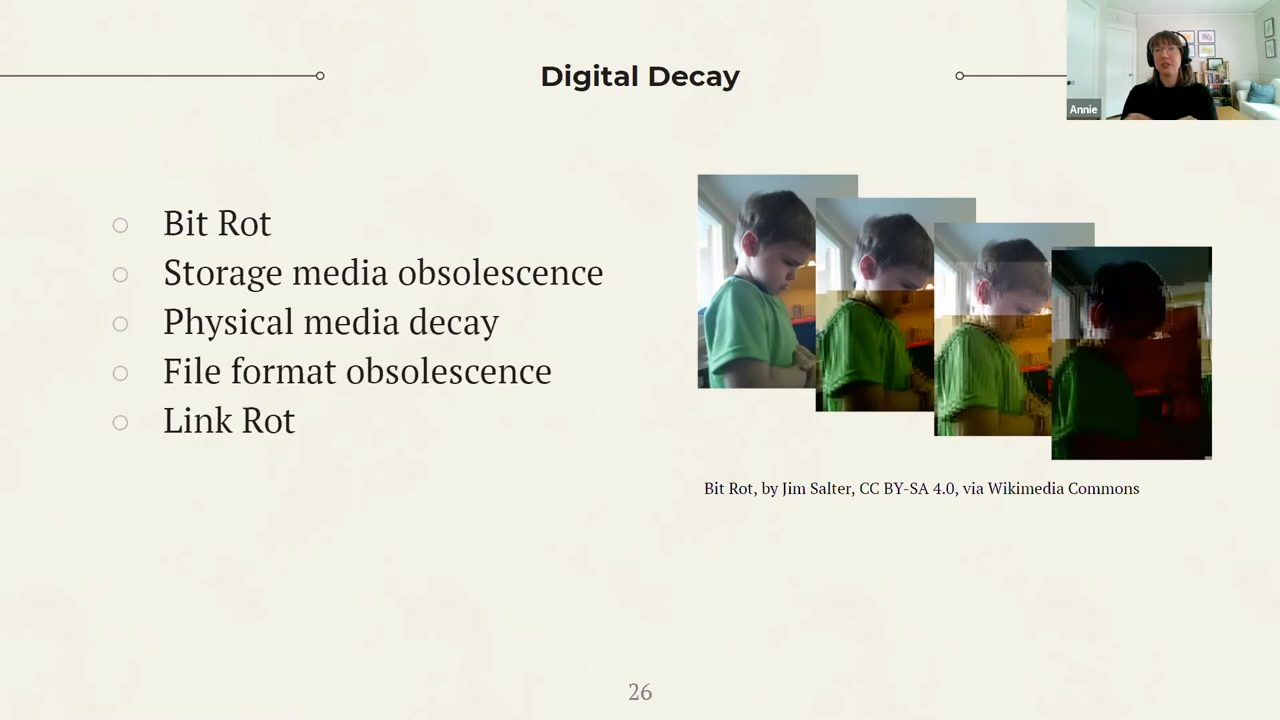 Digital Decay
Annie
Bit Rot
Storage media obsolescence
Physical media decay
File format obsolescence
Link Rot
Bit Rot, by Jim Salter, CC BY-SA 4.0, via Wikimedia Commons
26